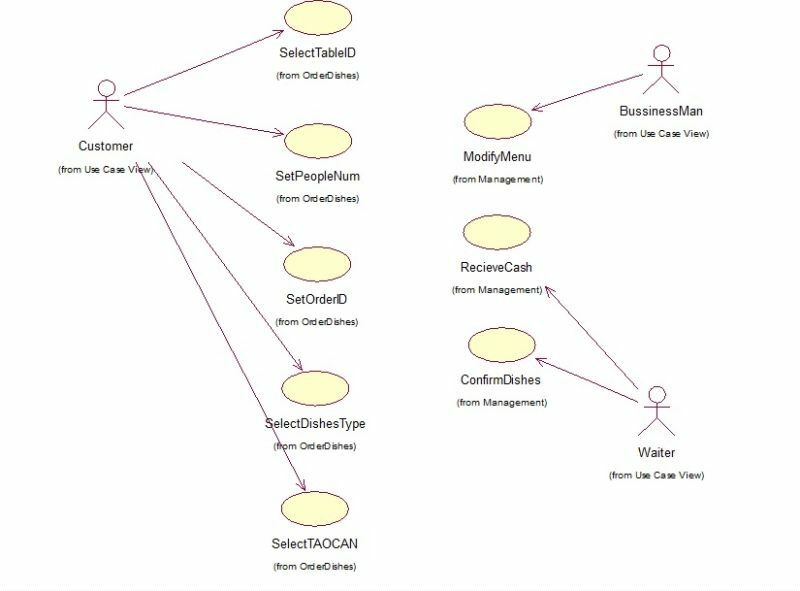 SelectTableID
(from OrderDishes)
Customer
(from Use Case View)
SetPeopleNum
(from OrderDishes)
SetOrderID
(from OrderDishes)
SelectDishesType
(from OrderDishes)
SelectTAOCAN
(from OrderDishes)
BussinessMan
(from Use Case View)
ModifyMenu
(from Management)
RecieveCash
(from Management)
ConfirmDishes
(from Management)
Waiter
(from Use Case View)